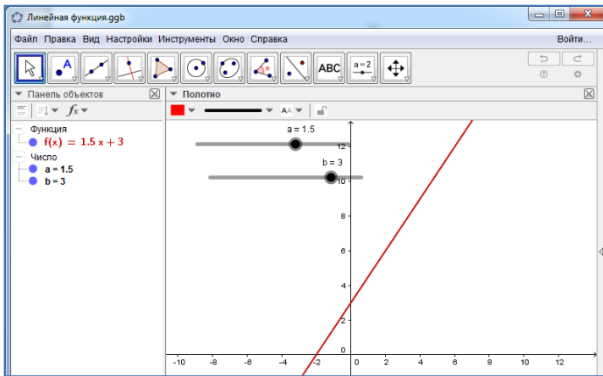 Линейная функция.ggb
Файл Правка Вид Настройки Инструменты Окно Справка Войти...
A ABC a=2
Панель объектов
Полотно
fx
AA
Функция
f(x) = 1.5 x + 3
Число
a = 1.5
b = 3
a = 1.5
b = 3
12
10
8
6
4
2
0
-10 -8 -6 -4 -2 0 2 4 6 8 10 12